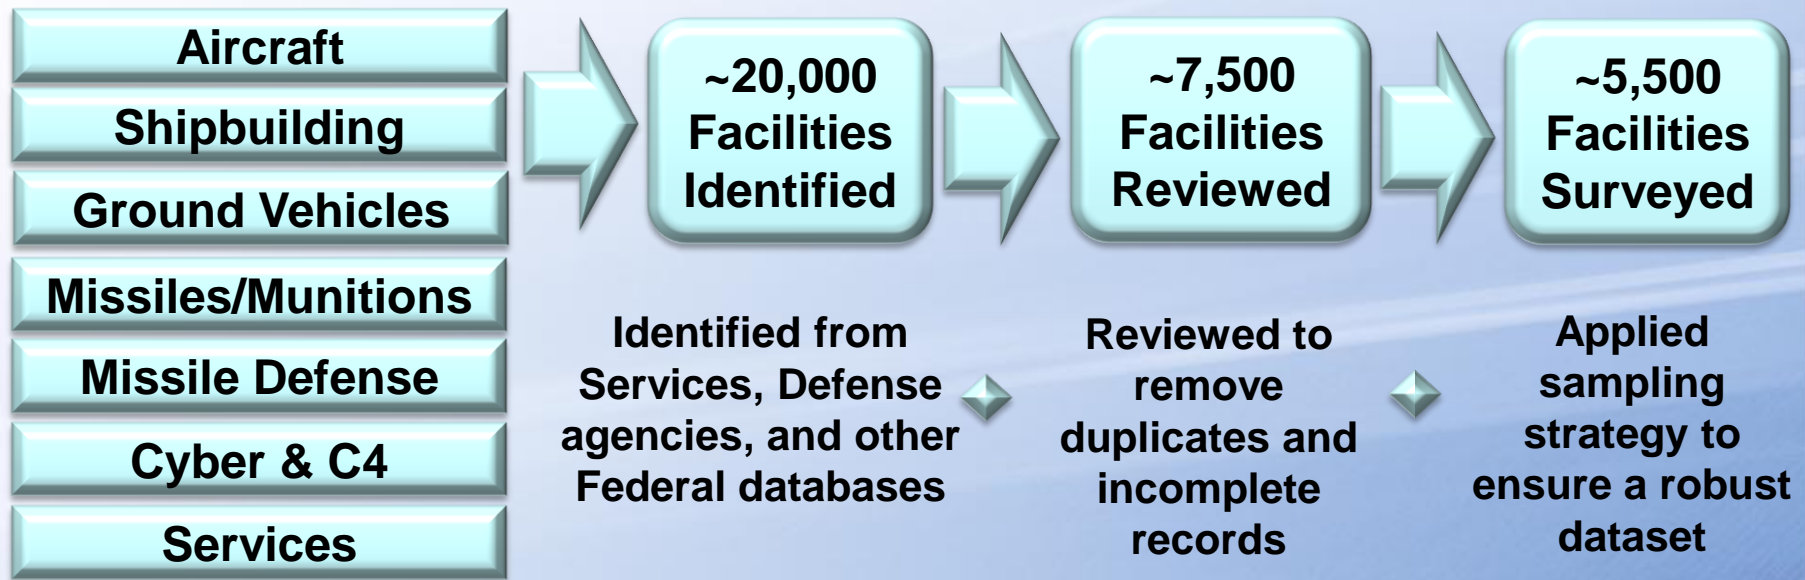 Aircraft
Shipbuilding
Ground Vehicles
Missiles/Munitions
Missile Defense
Cyber & C4
Services
~20,000
Facilities
Identified
~7,500
Facilities
Reviewed
~5,500
Facilities
Surveyed
Identified from
Services, Defense
agencies, and other
Federal databases
Reviewed to
remove
duplicates and
incomplete
records
Applied
sampling
strategy to
ensure a robust
dataset